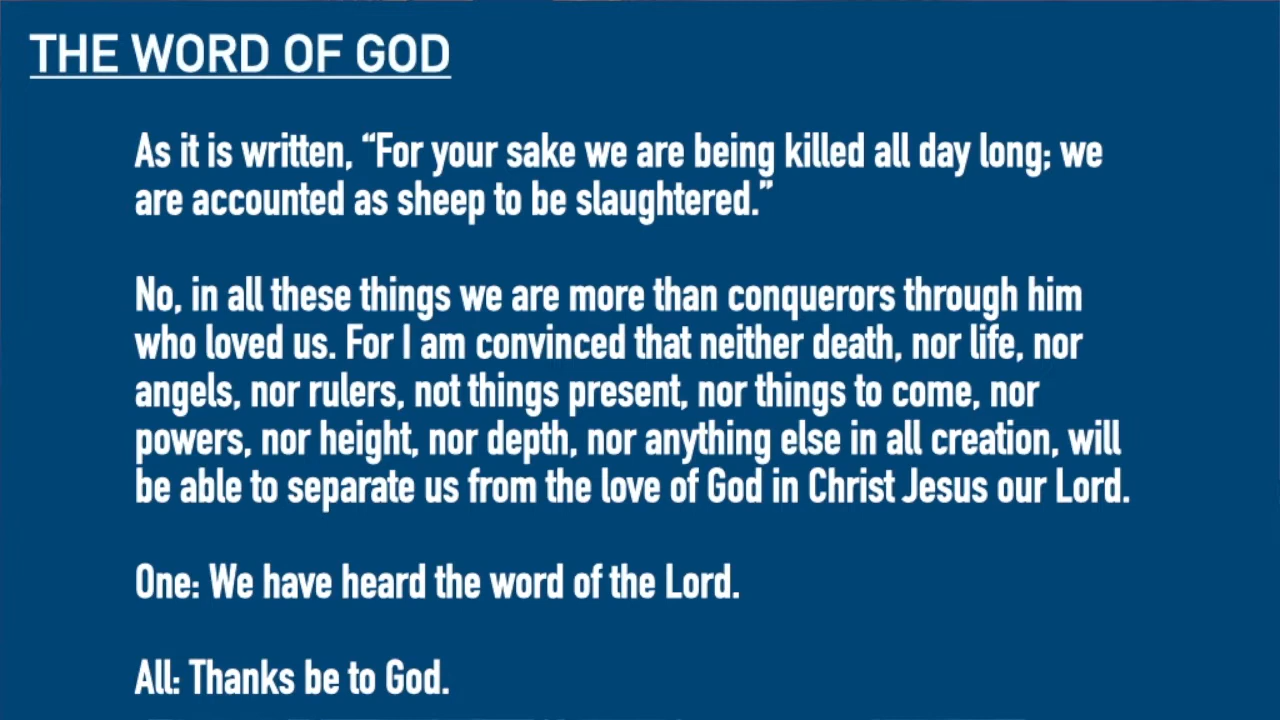 THE WORD OF GOD
As it is written, “For your sake we are being killed all day long; we
are accounted as sheep to be slaughtered.”
No, in all these things we are more than conquerors through him
who loved us. For I am convinced that neither death, nor life, nor
angels, nor rulers, not things present, nor things to come, nor
powers, nor height, nor depth, nor anything else in all creation, will
be able to separate us from the love of God in Christ Jesus our Lord.
One: We have heard the word of the Lord.
All: Thanks be to God.